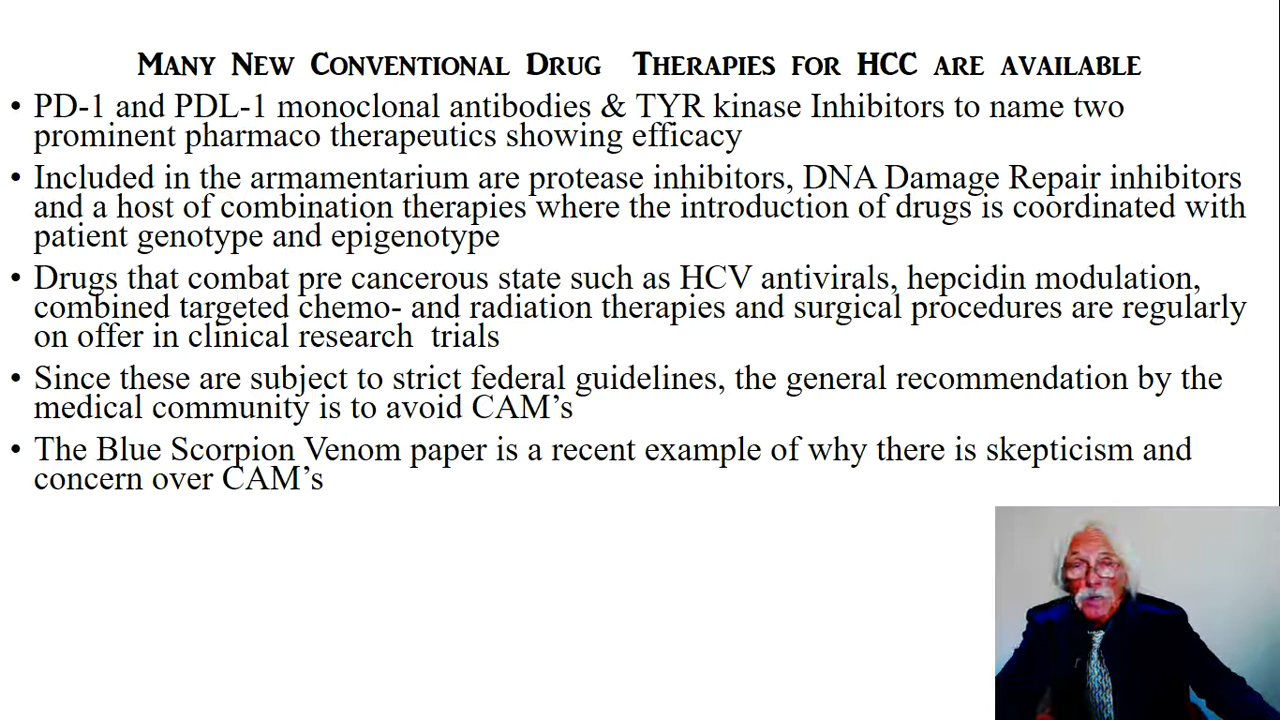 Many New Conventional Drug Therapies for HCC are available
• PD-1 and PDL-1 monoclonal antibodies & TYR kinase Inhibitors to name two
prominent pharmaco therapeutics showing efficacy
• Included in the armamentarium are protease inhibitors, DNA Damage Repair inhibitors
and a host of combination therapies where the introduction of drugs is coordinated with
patient genotype and epigenotype
• Drugs that combat pre cancerous state such as HCV antivirals, hepcidin modulation,
combined targeted chemo- and radiation therapies and surgical procedures are regularly
on offer in clinical research trials
• Since these are subject to strict federal guidelines, the general recommendation by the
medical community is to avoid CAM’s
• The Blue Scorpion Venom paper is a recent example of why there is skepticism and
concern over CAM’s